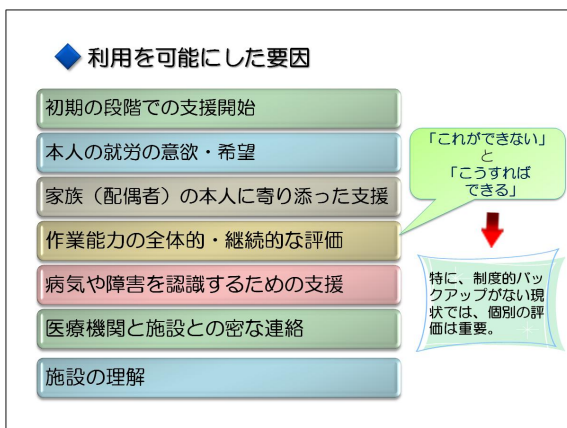 利用を可能にした要因
初期の段階での支援開始
本人の就労の意欲・希望
家族（配偶者）の本人に寄り添った支援
作業能力の全体的・継続的な評価
病気や障害を認識するための支援
医療機関と施設との密な連絡
施設の理解
「これができない」
と
「こうすれば
できる」
特に、制度的バッ
クアップがない現
状では、個別の評
価は重要。